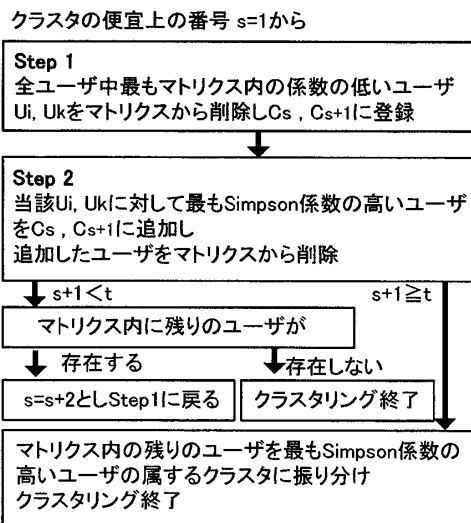 クラスタの便宜上の番号 s=1から
Step 1
全ユーザ中最もマトリクス内の係数の低いユーザ
Ui, Ukをマトリクスから削除しCs , Cs+1に登録
Step 2
当該Ui, Ukに対して最もSimpson係数の高いユーザ
をCs , Cs+1に追加し
追加したユーザをマトリクスから削除
s+1<t
s+1≧t
マトリクス内に残りのユーザが
存在する
存在しない
s=s+2としStep1に戻る
クラスタリング終了
マトリクス内の残りのユーザを最もSimpson係数の
高いユーザの属するクラスタに振り分け
クラスタリング終了